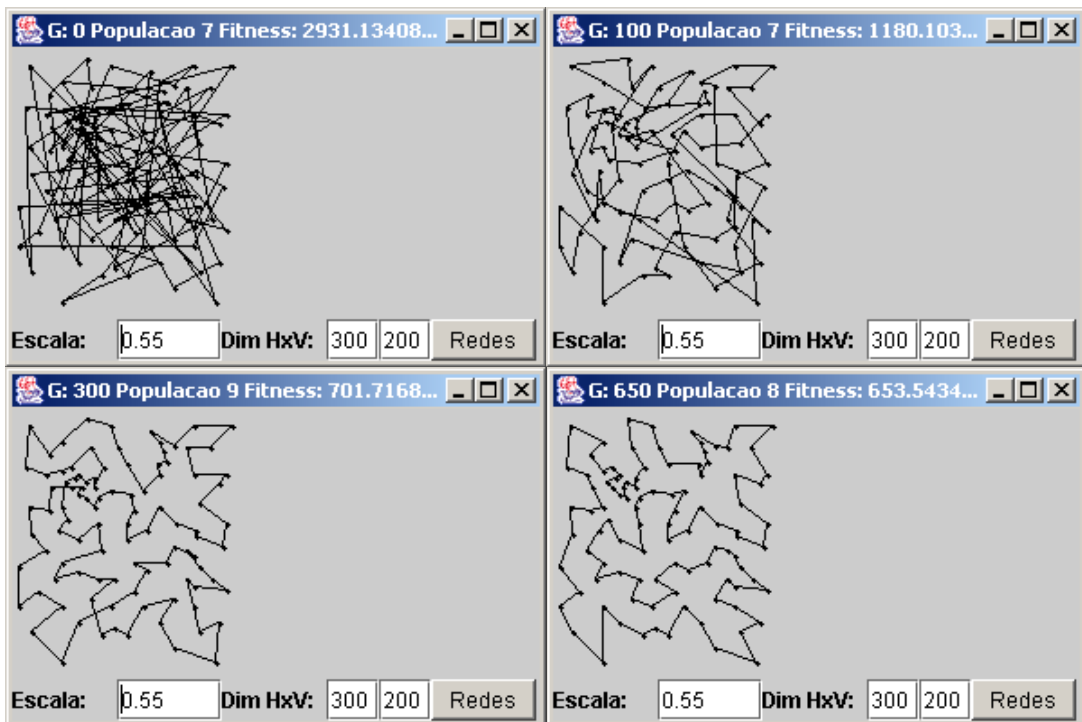 G: 0 Populacao 7 Fitness: 2931.13408...
G: 100 Populacao 7 Fitness: 1180.103...
Escala: 0.55 Dim HxV: 300 200 Redes
Escala: 0.55 Dim HxV: 300 200 Redes
G: 300 Populacao 9 Fitness: 701.7168...
G: 650 Populacao 8 Fitness: 653.5434...
Escala: 0.55 Dim HxV: 300 200 Redes
Escala: 0.55 Dim HxV: 300 200 Redes